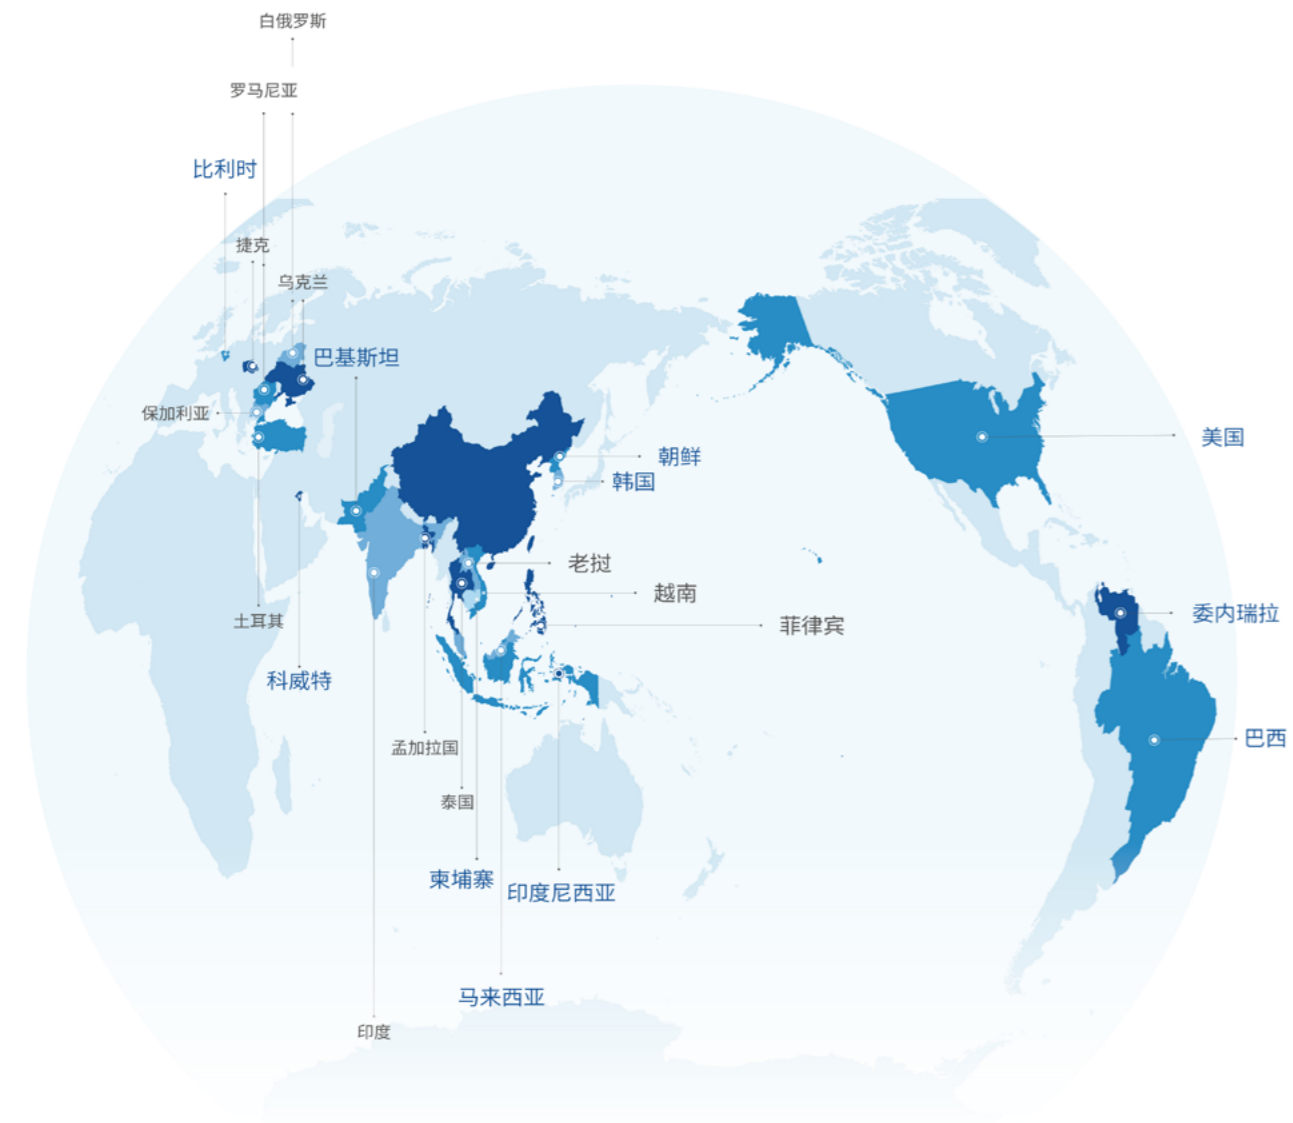 白俄罗斯
罗马尼亚
比利时
捷克
乌克兰
巴基斯坦
保加利亚
美国
朝鲜
韩国
老挝
越南
委内瑞拉
土耳其
菲律宾
科威特
巴西
孟加拉国
泰国
柬埔寨
印度尼西亚
马来西亚
印度